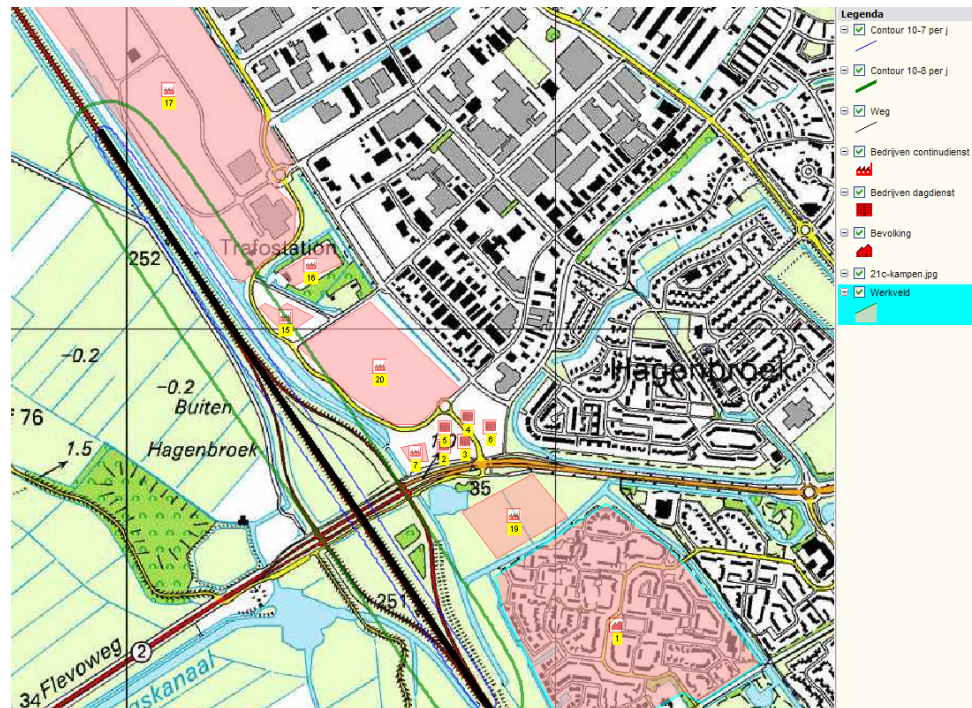 17
Trafostation
252
16
15
-0.2
20
-0.2
Hagenbroek
f 76
Buiten
4
5
6
1.5
Hagenbroek
7
2
3
35
19
251
1
Flevoweg
2
34
skanaal
Legenda
Contour 10-7 per j
Contour 10-8 per j
Weg
Bedrijven continudienst
Bedrijven dagdienst
Bevolking
21c-kampen.jpg
Werkveld